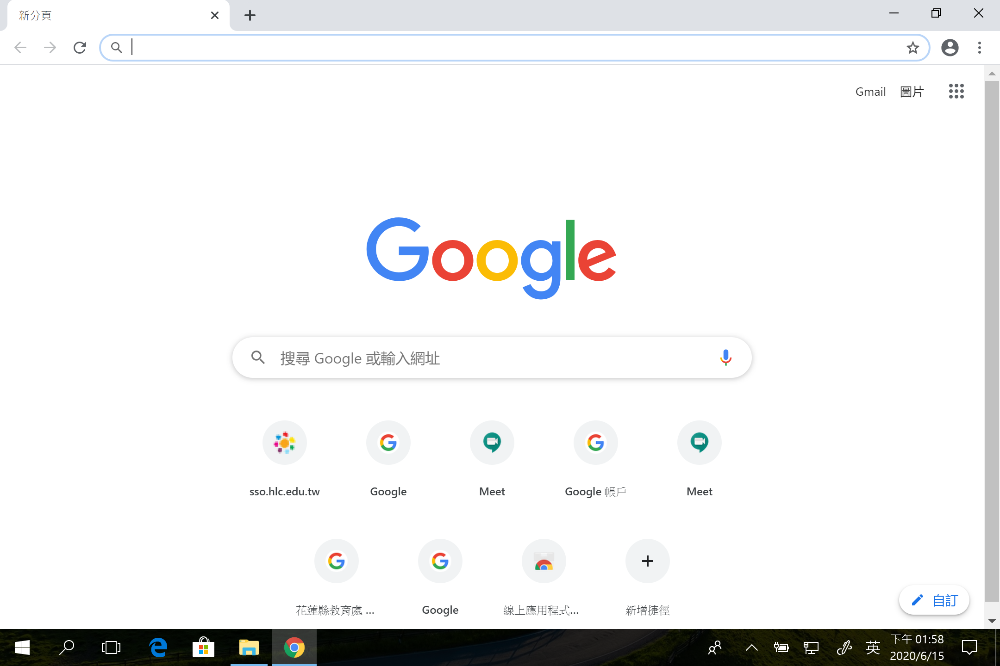 新分頁
Gmail 圖片
Google
搜尋 Google 或輸入網址
sso.hlc.edu.tw Google Meet Google 帳戶 Meet
花蓮縣教育處 ... Google 線上應用程式... 新增捷徑
自訂
英 下午 01:58
2020/6/15